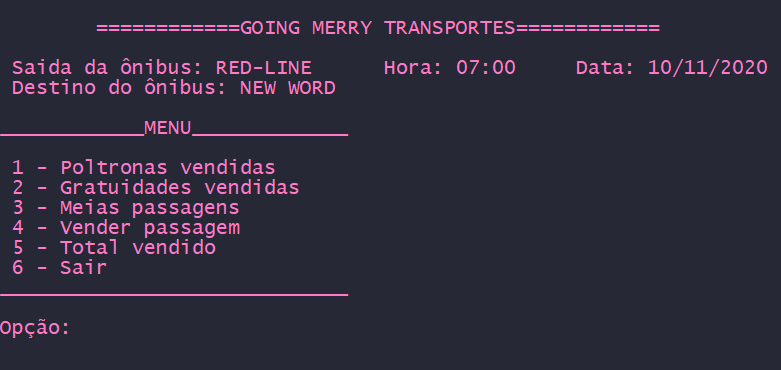 ============GOING MERRY TRANSPORTES============
Saida da ônibus: RED-LINE Hora: 07:00 Data: 10/11/2020
Destino do ônibus: NEW WORD
____________MENU_____________
1 - Poltronas vendidas
2 - Gratuidades vendidas
3 - Meias passagens
4 - Vender passagem
5 - Total vendido
6 - Sair
_____________________________
Opção: